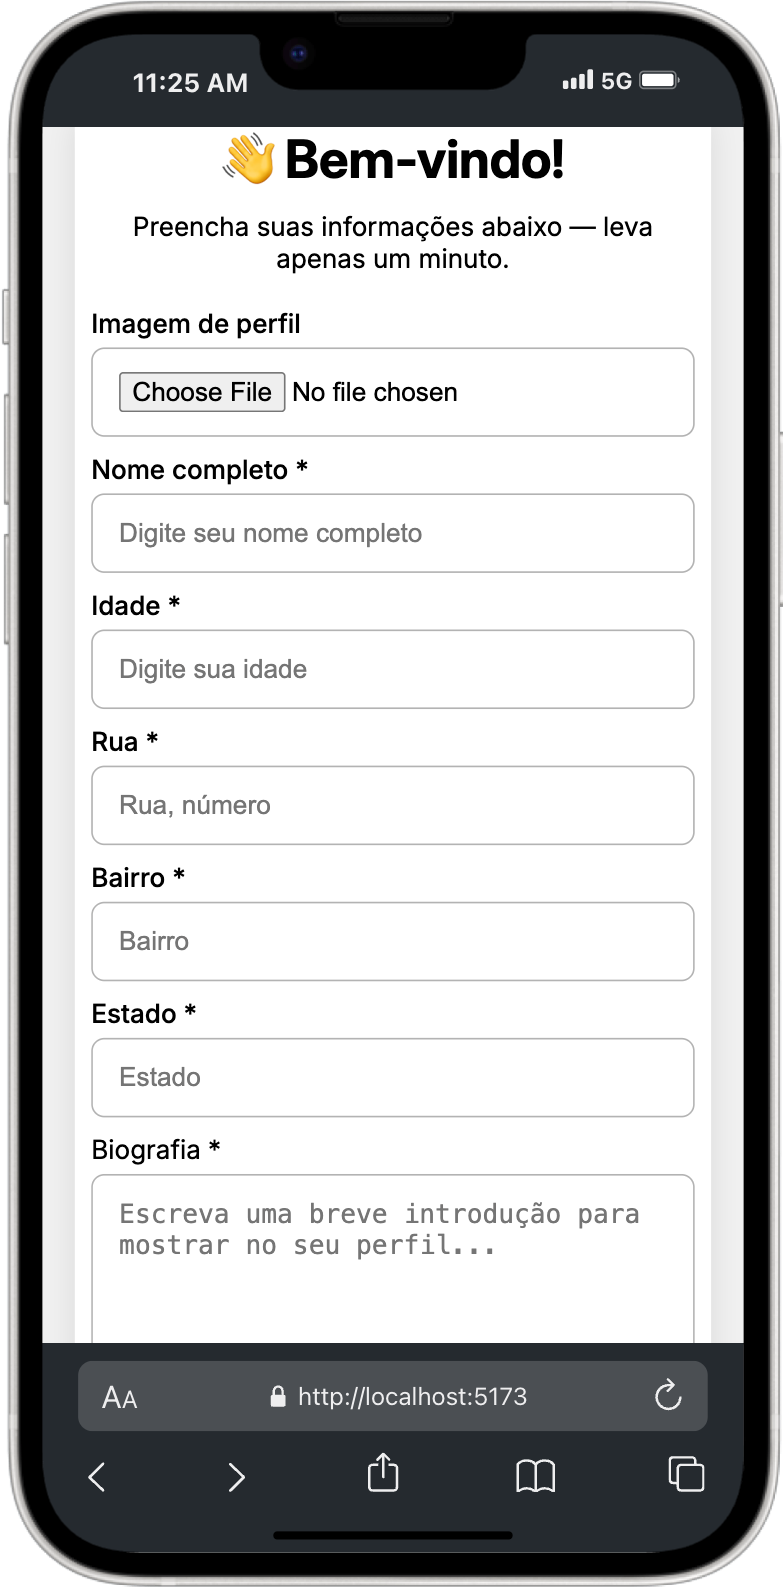 11:25 AM
5G
👋 Bem-vindo!
Preencha suas informações abaixo — leva
apenas um minuto.
Imagem de perfil
Choose File No file chosen
Nome completo *
Digite seu nome completo
Idade *
Digite sua idade
Rua *
Rua, número
Bairro *
Bairro
Estado *
Estado
Biografia *
Escreva uma breve introdução para
mostrar no seu perfil...
AA
http://localhost:5173